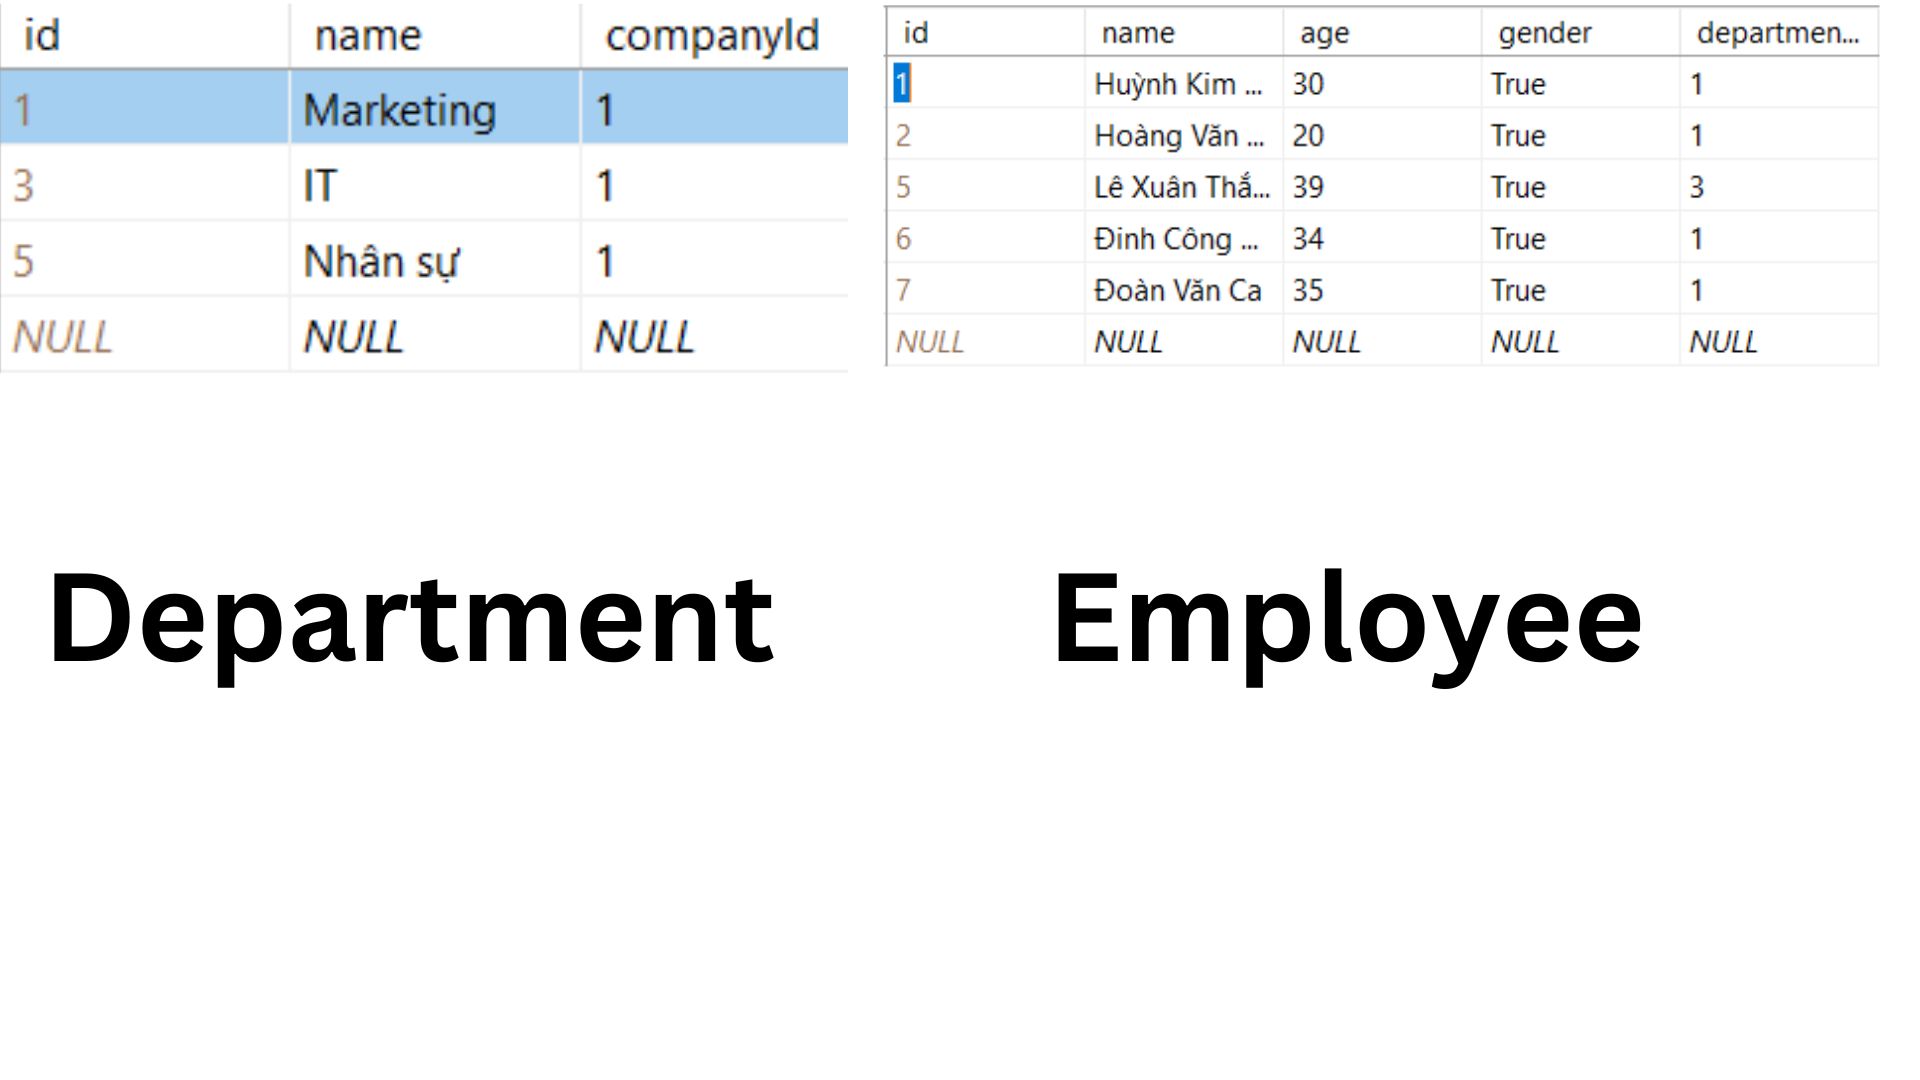 id name companyId
1 Marketing 1
3 IT 1
5 Nhân sự 1
NULL NULL NULL
id name age gender departmen...
1 Huỳnh Kim ... 30 True 1
2 Hoàng Văn ... 20 True 1
5 Lê Xuân Thắ... 39 True 3
6 Đinh Công ... 34 True 1
7 Đoàn Văn Ca 35 True 1
NULL NULL NULL NULL NULL
Department
Employee